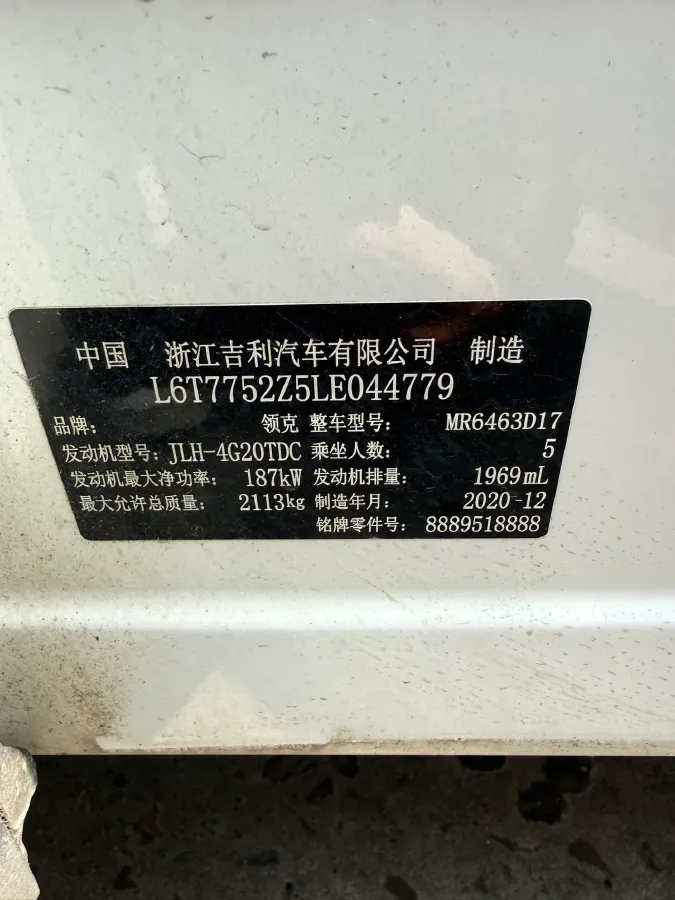 中国 浙江吉利汽车有限公司 制造
L6T7752Z5LE044779
品牌: 领克 整车型号: MR6463D17
发动机型号: JLH-4G20TDC 乘坐人数: 5
发动机最大净功率: 187kW 发动机排量: 1969mL
最大允许总质量: 2113kg 制造年月: 2020-12
铭牌零件号: 8889518888